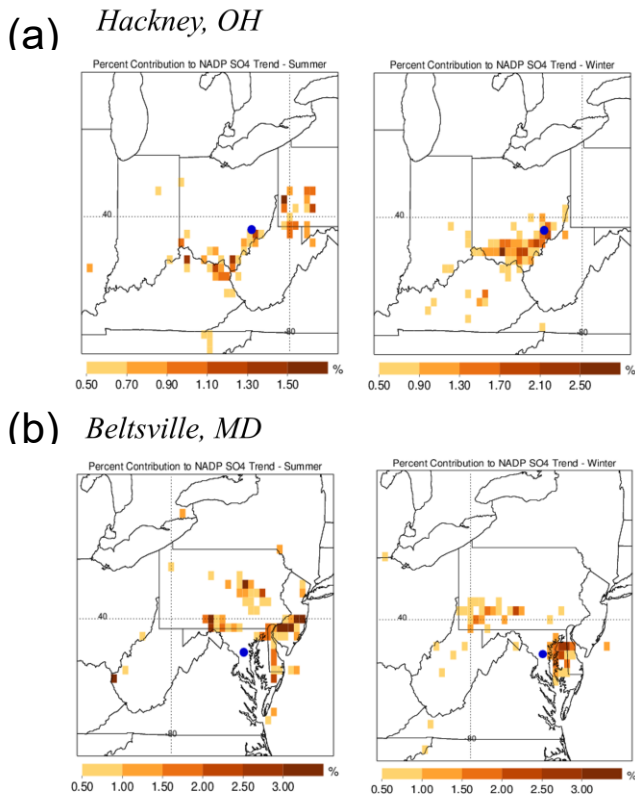 (a) Hackney, OH
Percent Contribution to NADP SO4 Trend - Summer
40
-80
0.50 0.70 0.90 1.10 1.30 1.50 %
Percent Contribution to NADP SO4 Trend - Winter
40
-80
0.50 0.90 1.30 1.70 2.10 2.50 %
(b) Beltsville, MD
Percent Contribution to NADP SO4 Trend - Summer
40
-80
0.50 1.00 1.50 2.00 2.50 3.00 %
Percent Contribution to NADP SO4 Trend - Winter
40
-80
0.50 1.00 1.50 2.00 2.50 3.00 %